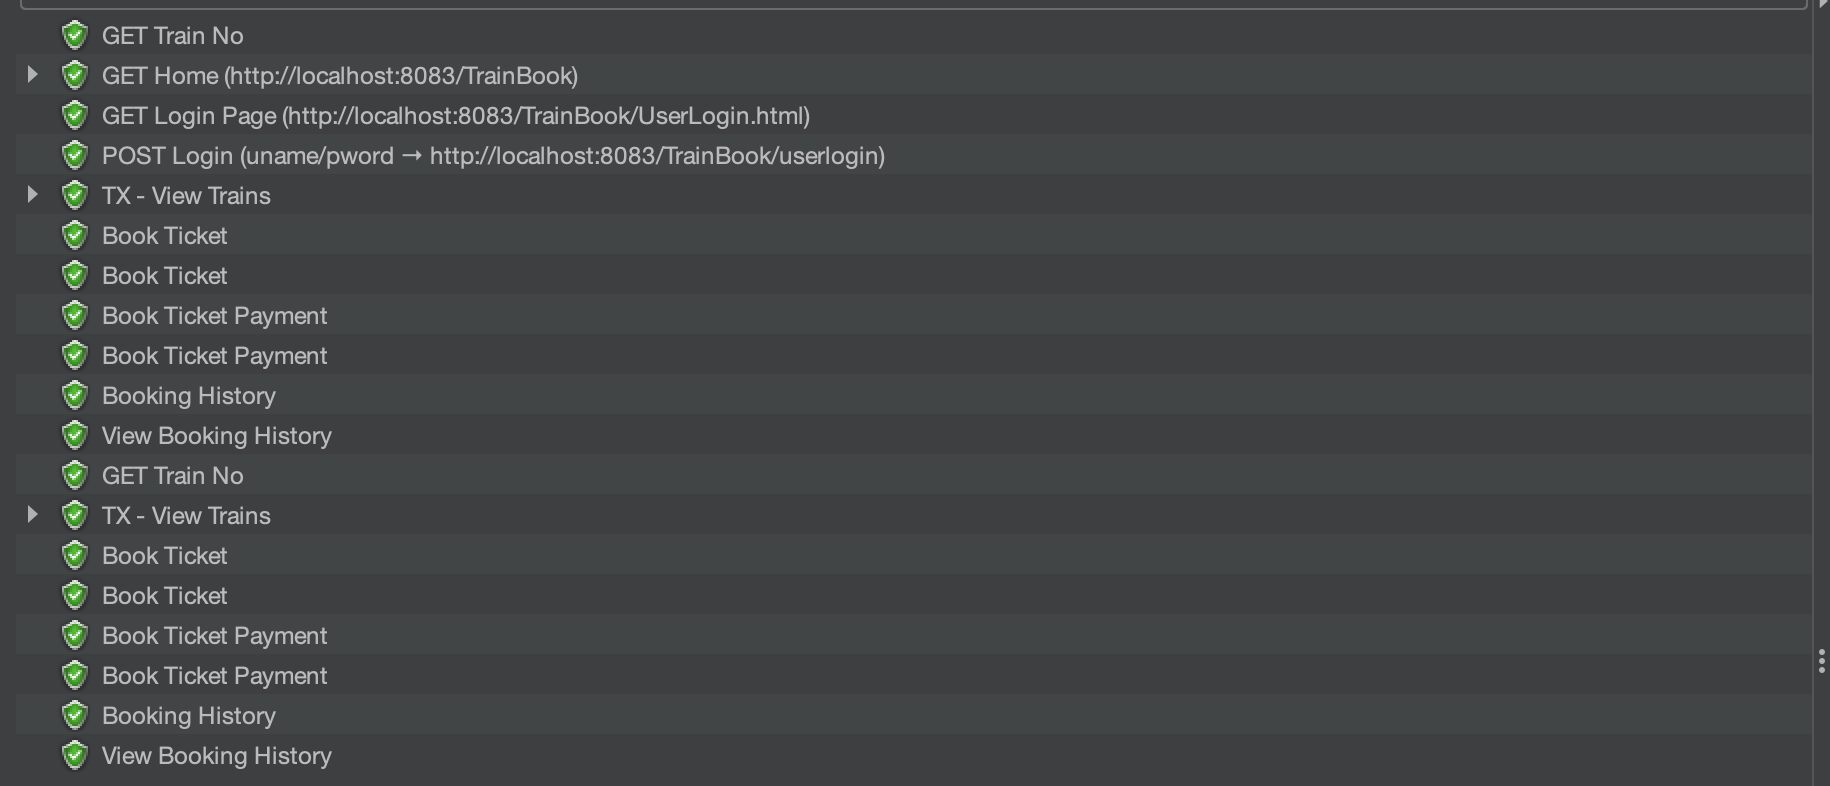 GET Train No
GET Home (http://localhost:8083/TrainBook)
GET Login Page (http://localhost:8083/TrainBook/UserLogin.html)
POST Login (uname/pword → http://localhost:8083/TrainBook/userlogin)
TX - View Trains
Book Ticket
Book Ticket
Book Ticket Payment
Book Ticket Payment
Booking History
View Booking History
GET Train No
TX - View Trains
Book Ticket
Book Ticket
Book Ticket Payment
Book Ticket Payment
Booking History
View Booking History